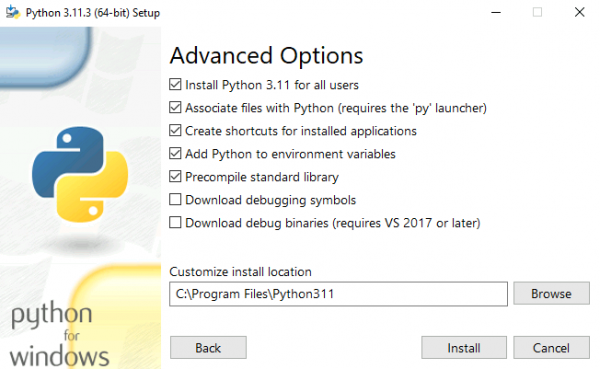 Python 3.11.3 (64-bit) Setup
Advanced Options
Install Python 3.11 for all users
Associate files with Python (requires the 'py' launcher)
Create shortcuts for installed applications
Add Python to environment variables
Precompile standard library
Download debugging symbols
Download debug binaries (requires VS 2017 or later)
Customize install location
C:\Program Files\Python311
Browse
python
for
windows
Back
Install
Cancel